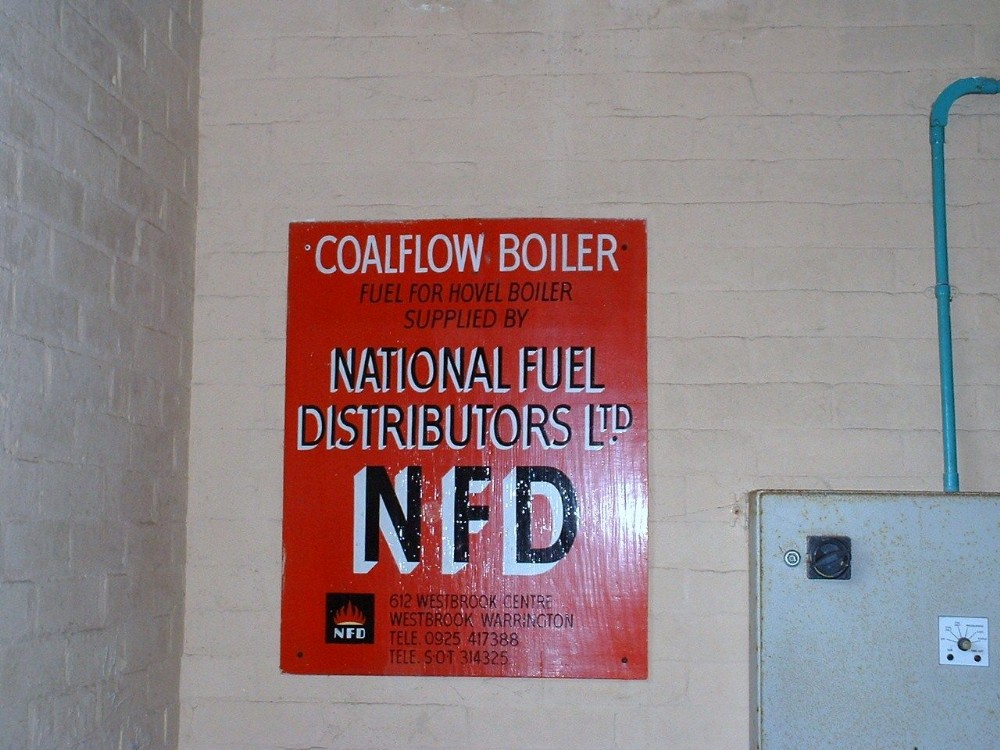 COALFLOW BOILER
FUEL FOR HOVEL BOILER
SUPPLIED BY
NATIONAL FUEL
DISTRIBUTORS LTD.
NFD
NFD
612 WESTBROOK CENTRE
WESTBROOK WARRINGTON
TELE. 0925 417388
TELE. S·O·T 314325